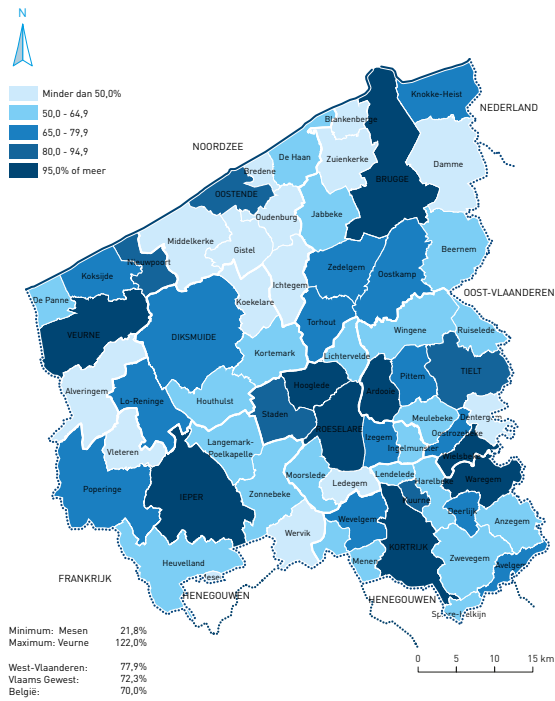 N
Minder dan 50,0%
50,0 - 64,9
65,0 - 79,9
80,0 - 94,9
95,0% of meer
NOORDZEE
NEDERLAND
OOST-VLAANDEREN
FRANKRIJK
HENEGOUWEN
HENEGOUWEN
Knokke-Heist
Blankenberge
De Haan
Zuienkerke
Damme
Bredene
BRUGGE
OOSTENDE
Oudenburg
Jabbeke
Middelkerke
Gistel
Beernem
Nieuwpoort
Koksijde
Zedelgem
Oostkamp
Ichtegem
De Panne
Koekelare
VEURNE
DIKSMUIDE
Torhout
Wingene
Ruiselede
Kortemark
Lichtervelde
Alveringem
Lo-Reninge
Houthulst
Hooglede
Ardooie
Pittem
TIELT
Staden
Meulebeke
Dentergem
ROESELARE
Izegem
Oostrozebeke
Ingelmunster
Langemark-
Poelkapelle
Vleteren
Wielsbeke
Moorslede
Ledegem
Lendelede
Harelbeke
Waregem
Poperinge
IEPER
Zonnebeke
Kuurne
Deerlijk
Wevelgem
Anzegem
Wervik
KORTRIJK
Menen
Zwevegem
Avelgem
Heuvelland
Mesen
Spiere-Helkijn
Minimum: Mesen 21,8%
Maximum: Veurne 122,0%
West-Vlaanderen: 77,9%
Vlaams Gewest: 72,3%
België: 70,0%
0 5 10 15 km